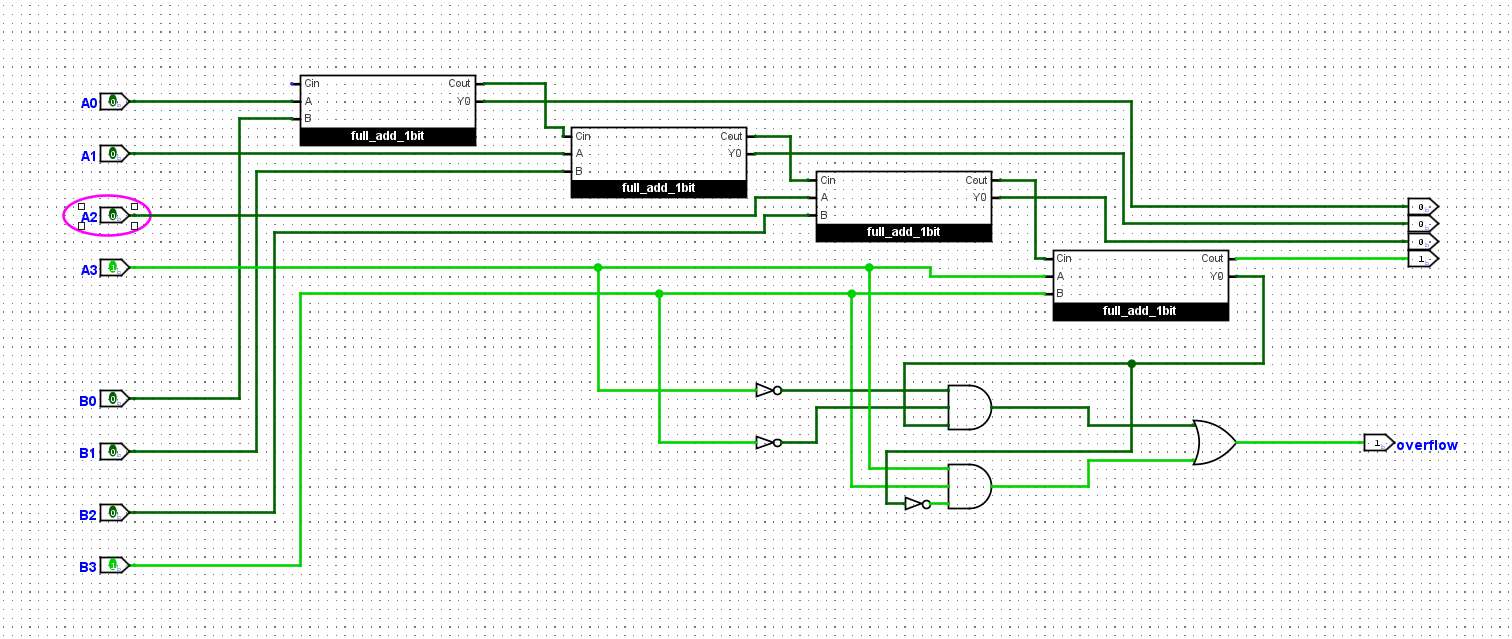 Cin Cout
A0 0 A Y0
B
full_add_1bit
Cin Cout
A1 0 A Y0
B
full_add_1bit
Cin Cout
A Y0
B
full_add_1bit
A2 0
0
0
0
1
A3 1
Cin Cout
A Y0
B
full_add_1bit
B0 0
1 overflow
B1 0
B2 0
B3 1